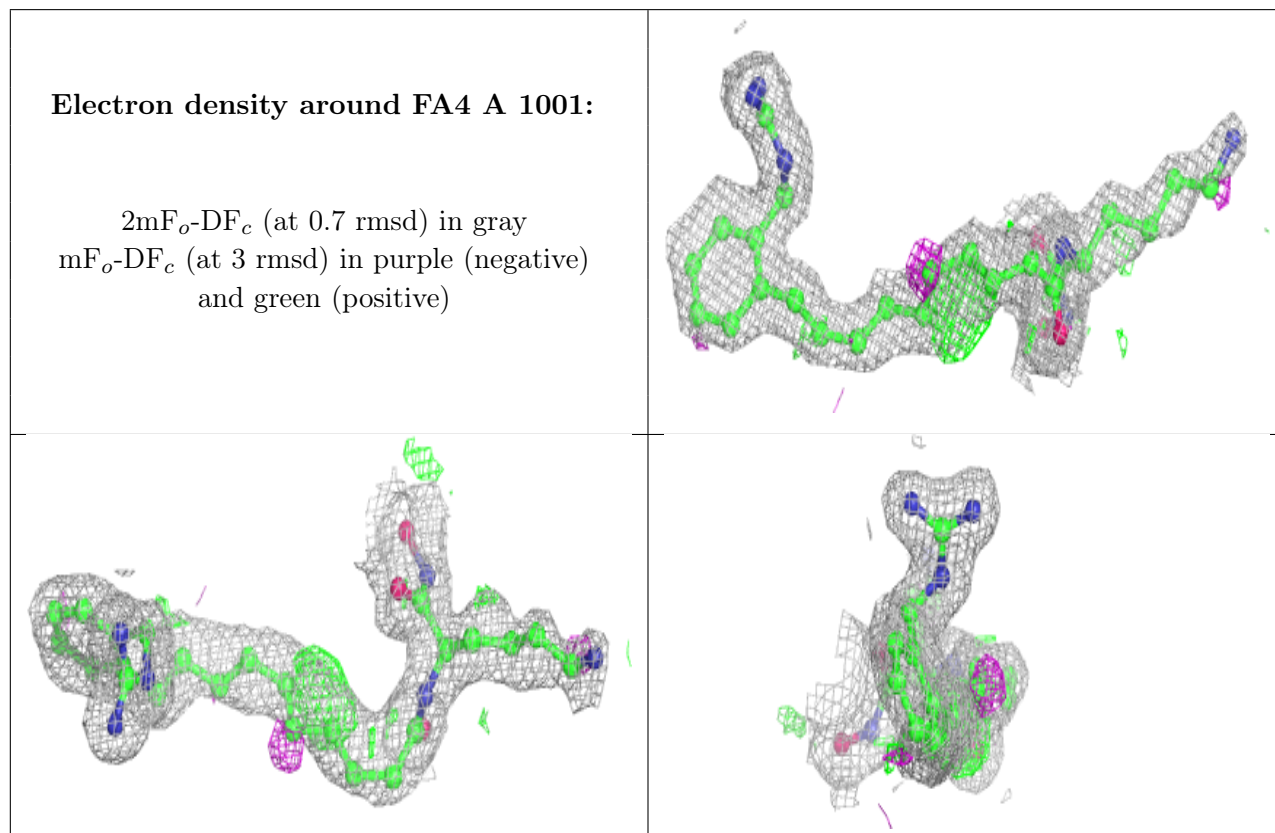 Electron density around FA4 A 1001:
2mFo-DFc (at 0.7 rmsd) in gray
mFo-DFc (at 3 rmsd) in purple (negative)
and green (positive)